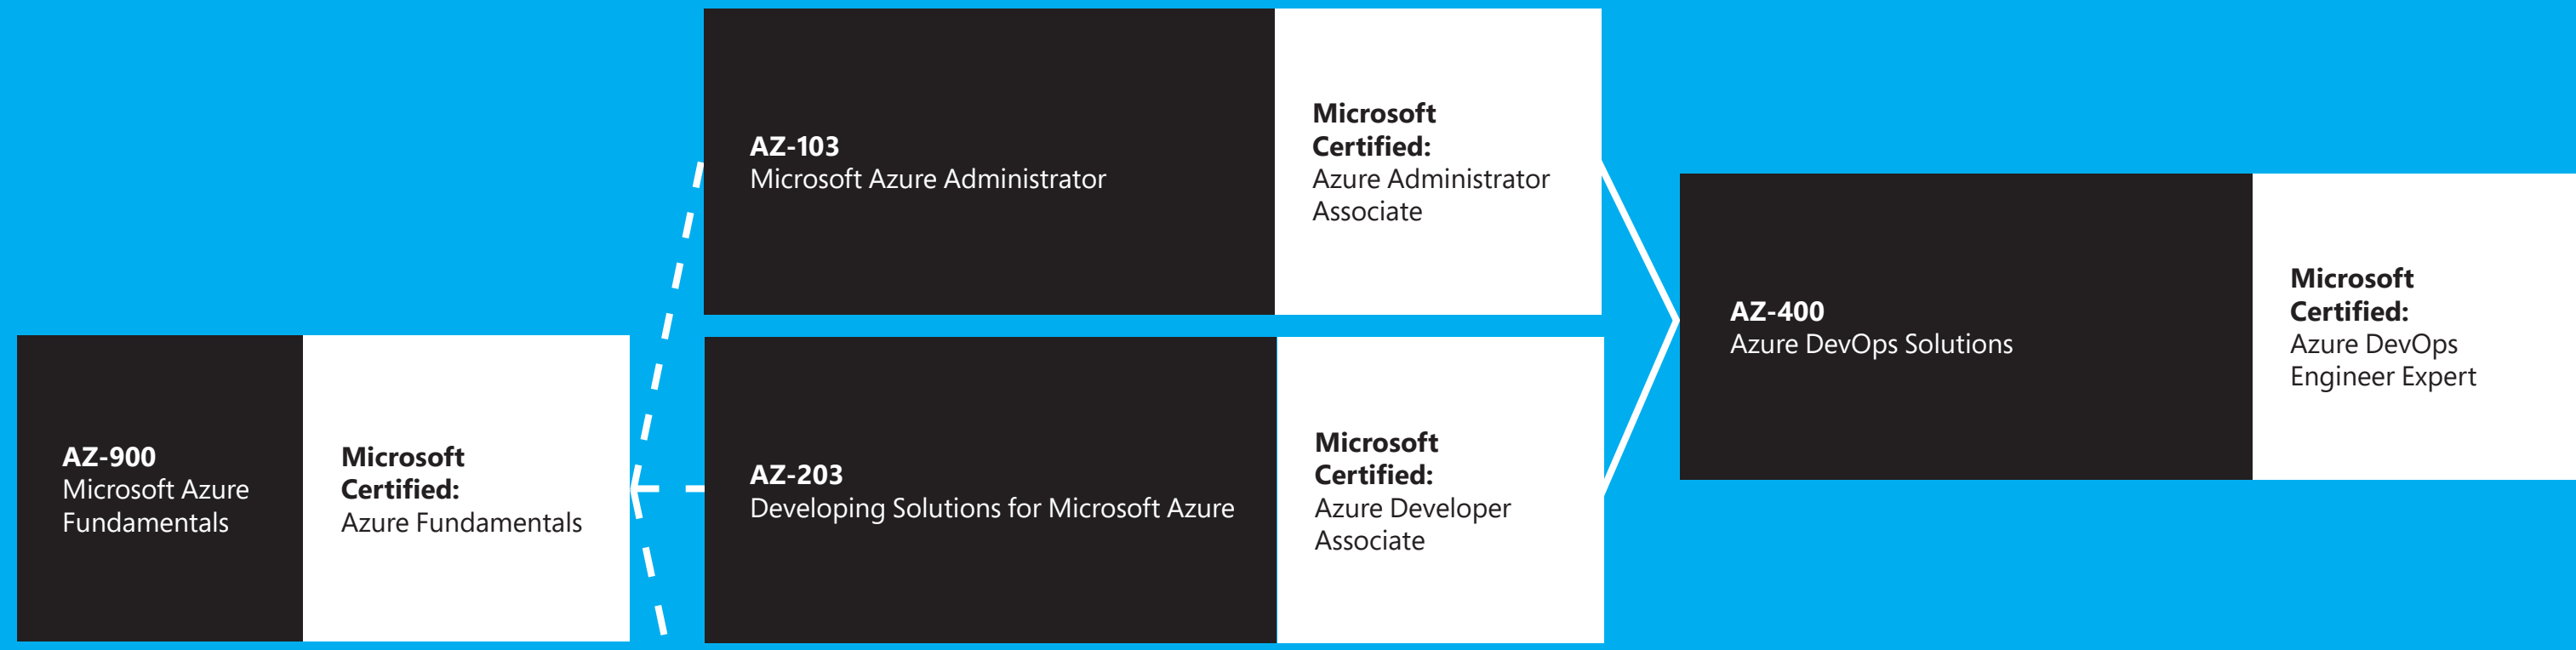 AZ-900
Microsoft Azure
Fundamentals
Microsoft
Certified:
Azure Fundamentals
AZ-103
Microsoft Azure Administrator
Microsoft
Certified:
Azure Administrator
Associate
AZ-203
Developing Solutions for Microsoft Azure
Microsoft
Certified:
Azure Developer
Associate
AZ-400
Azure DevOps Solutions
Microsoft
Certified:
Azure DevOps
Engineer Expert